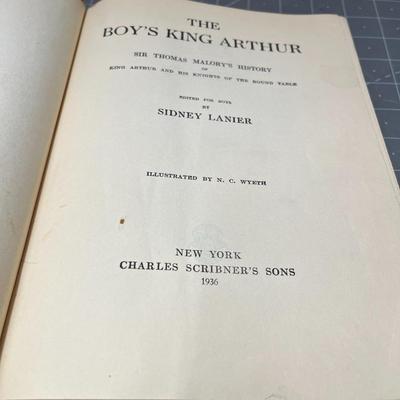 THE
BOY'S KING ARTHUR
SIR THOMAS MALORY'S HISTORY
OF
KING ARTHUR AND HIS KNIGHTS OF THE ROUND TABLE
EDITED FOR BOYS
BY
SIDNEY LANIER
ILLUSTRATED BY N. C. WYETH
NEW YORK
CHARLES SCRIBNER'S SONS
1936